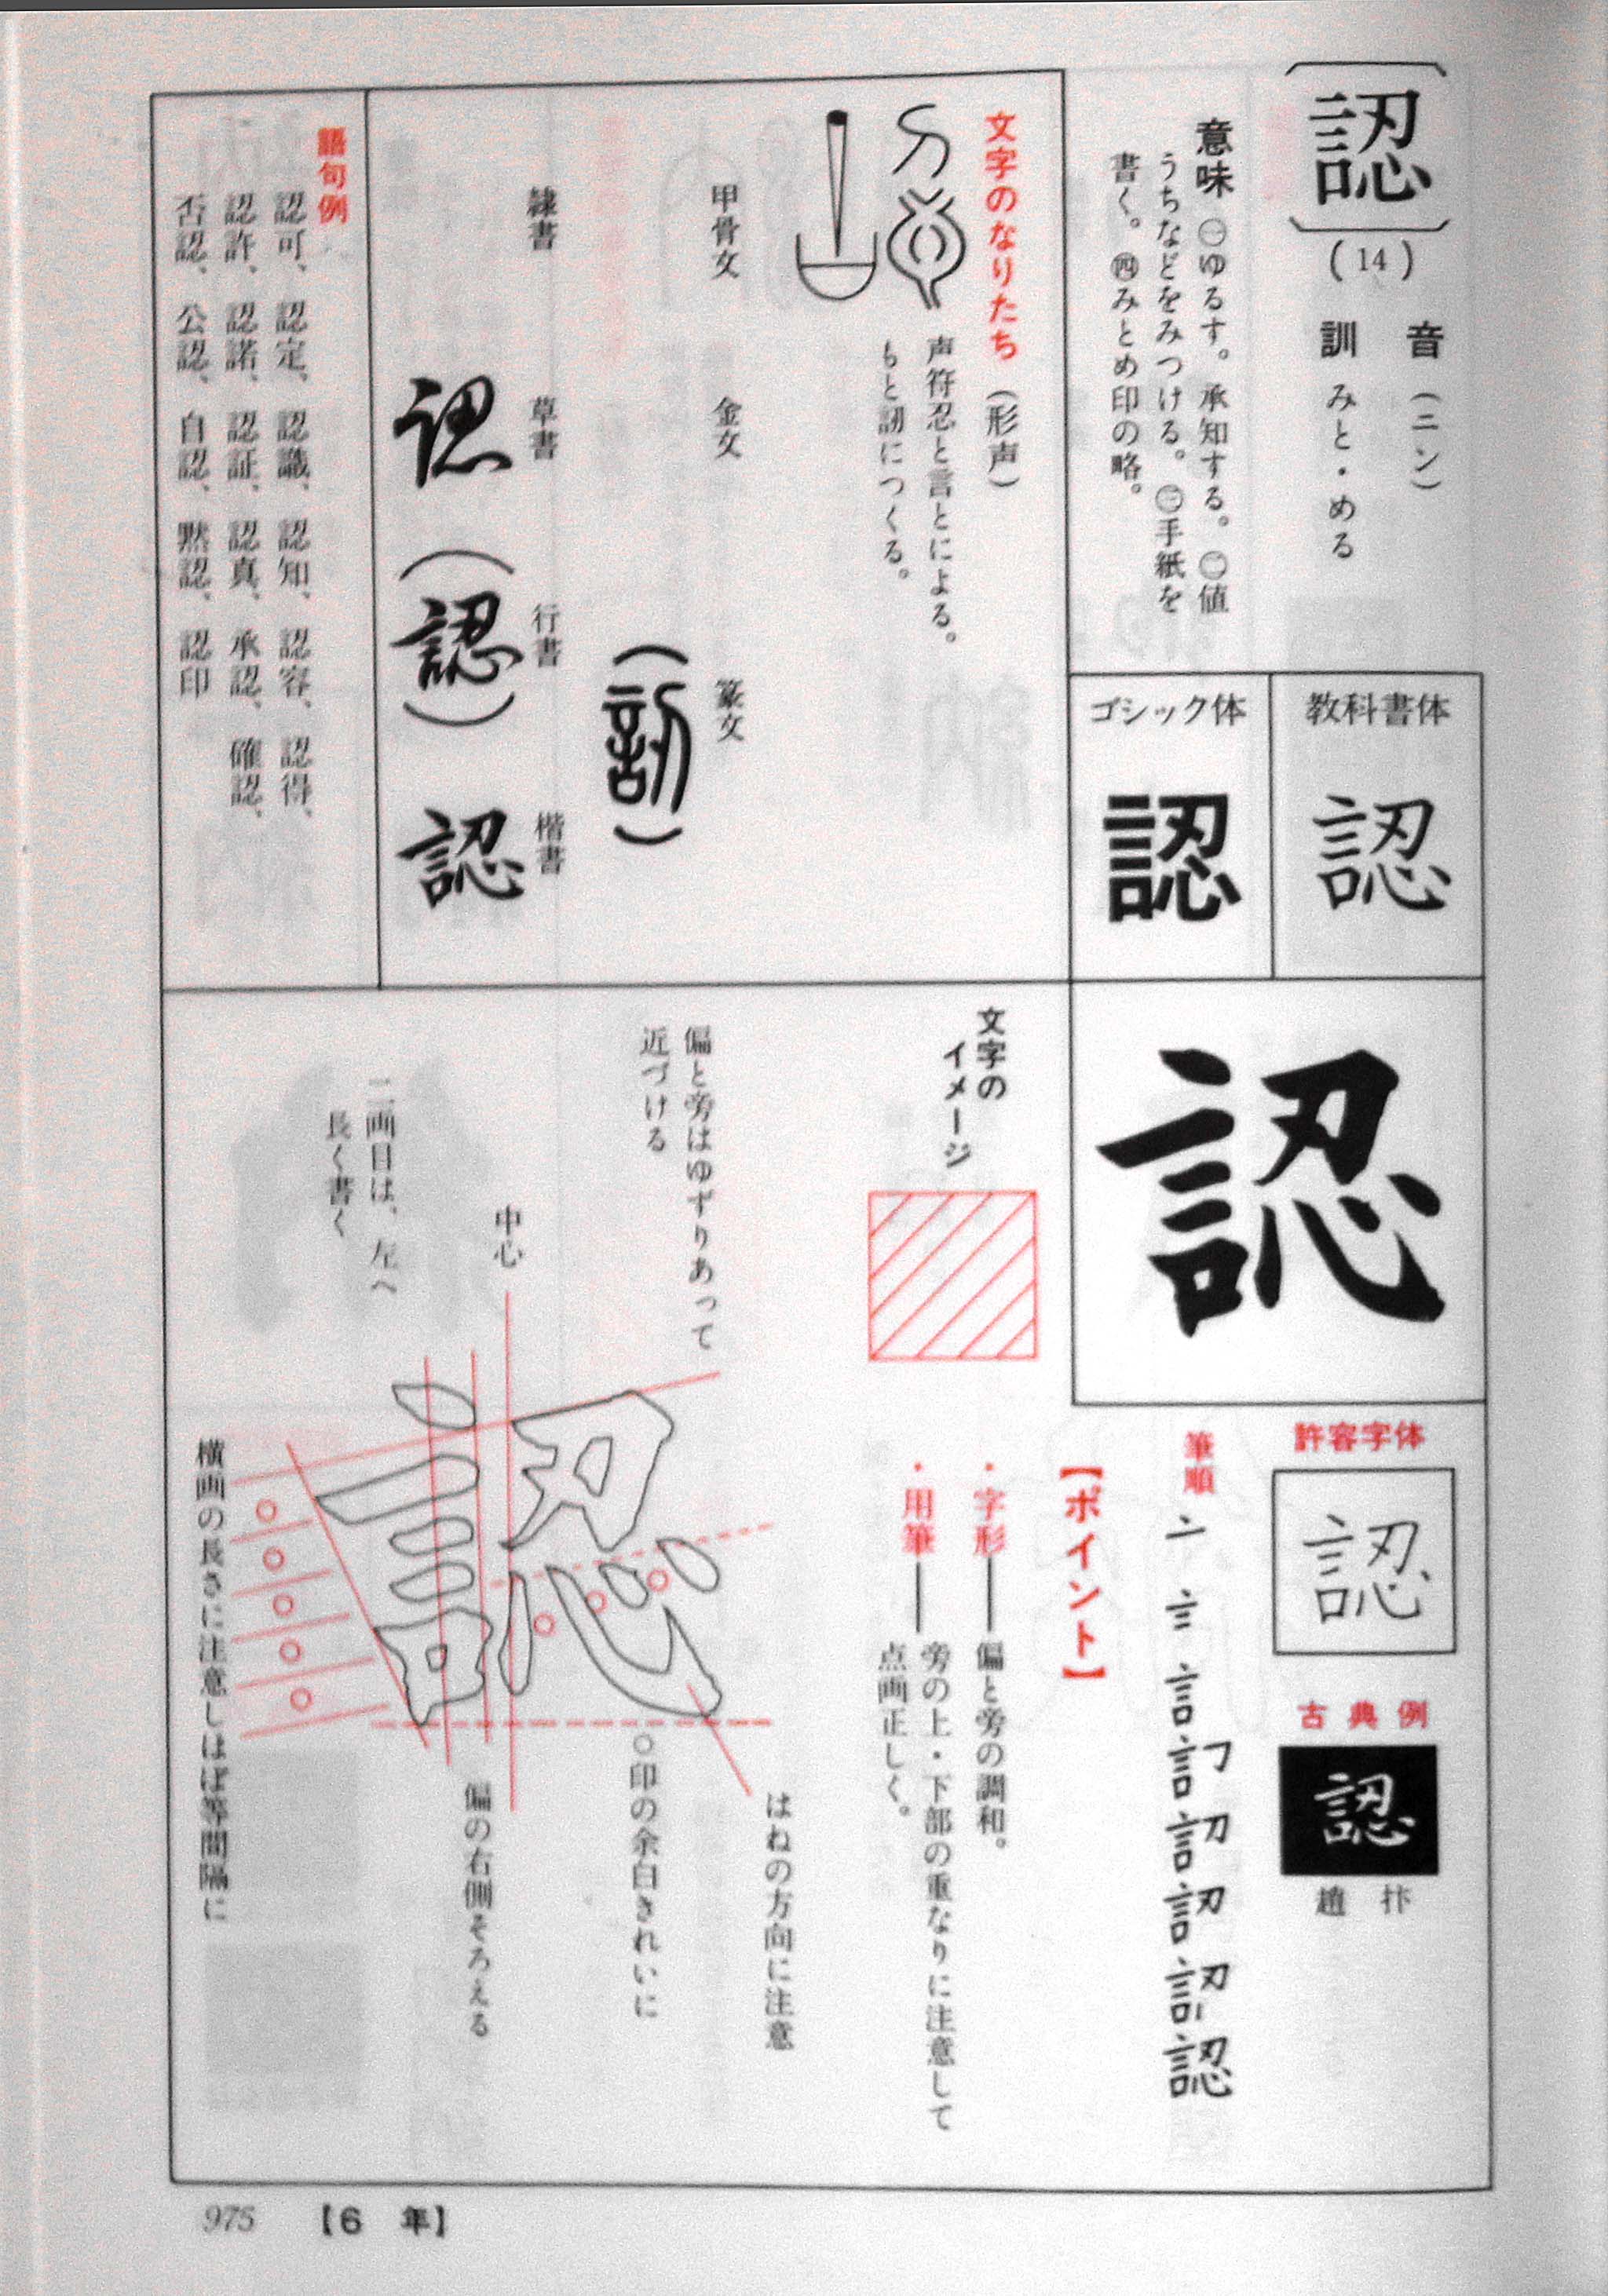 認
(14)
音（ニン）
訓 みと・める
意味 ㊀ゆるす。承知する。㊁値
うちなどをみつける。㊂手紙を
書く。㊃みとめ印の略。
教科書体
認
ゴシック体
認
認
許容字体
認
古典例
認
趙 抃
筆順
文字のなりたち（形声）
声符忍と言とによる。
もと訒につくる。
甲骨文
金文
篆文
（訒）
隷書
草書
認
行書
（認）
楷書
認
語句例
認可、認定、認識、認知、認容、認得、
認許、認諾、認証、認真、承認、確認、
否認、公認、自認、黙認、認印
【ポイント】
・字形――偏と旁の調和。
・用筆――旁の上・下部の重なりに注意して
点画正しく。
文字の
イメージ
偏と旁はゆずりあって
近づける
中心
二画目は、左へ
長く書く
はねの方向に注意
○印の余白きれいに
偏の右側そろえる
横画の長さに注意しほぼ等間隔に
975 【6 年】